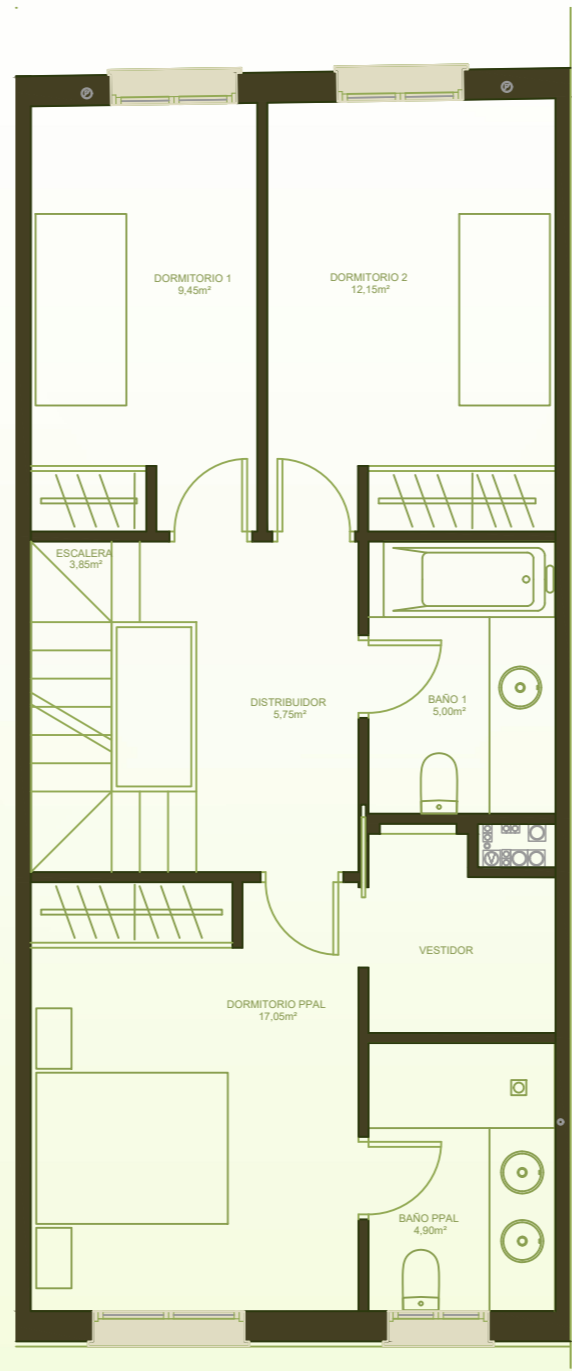 DORMITORIO 1
9,45m²
DORMITORIO 2
12,15m²
ESCALERA
3,85m²
DISTRIBUIDOR
5,75m²
BAÑO 1
5,00m²
VESTIDOR
DORMITORIO PPAL
17,05m²
BAÑO PPAL
4,90m²